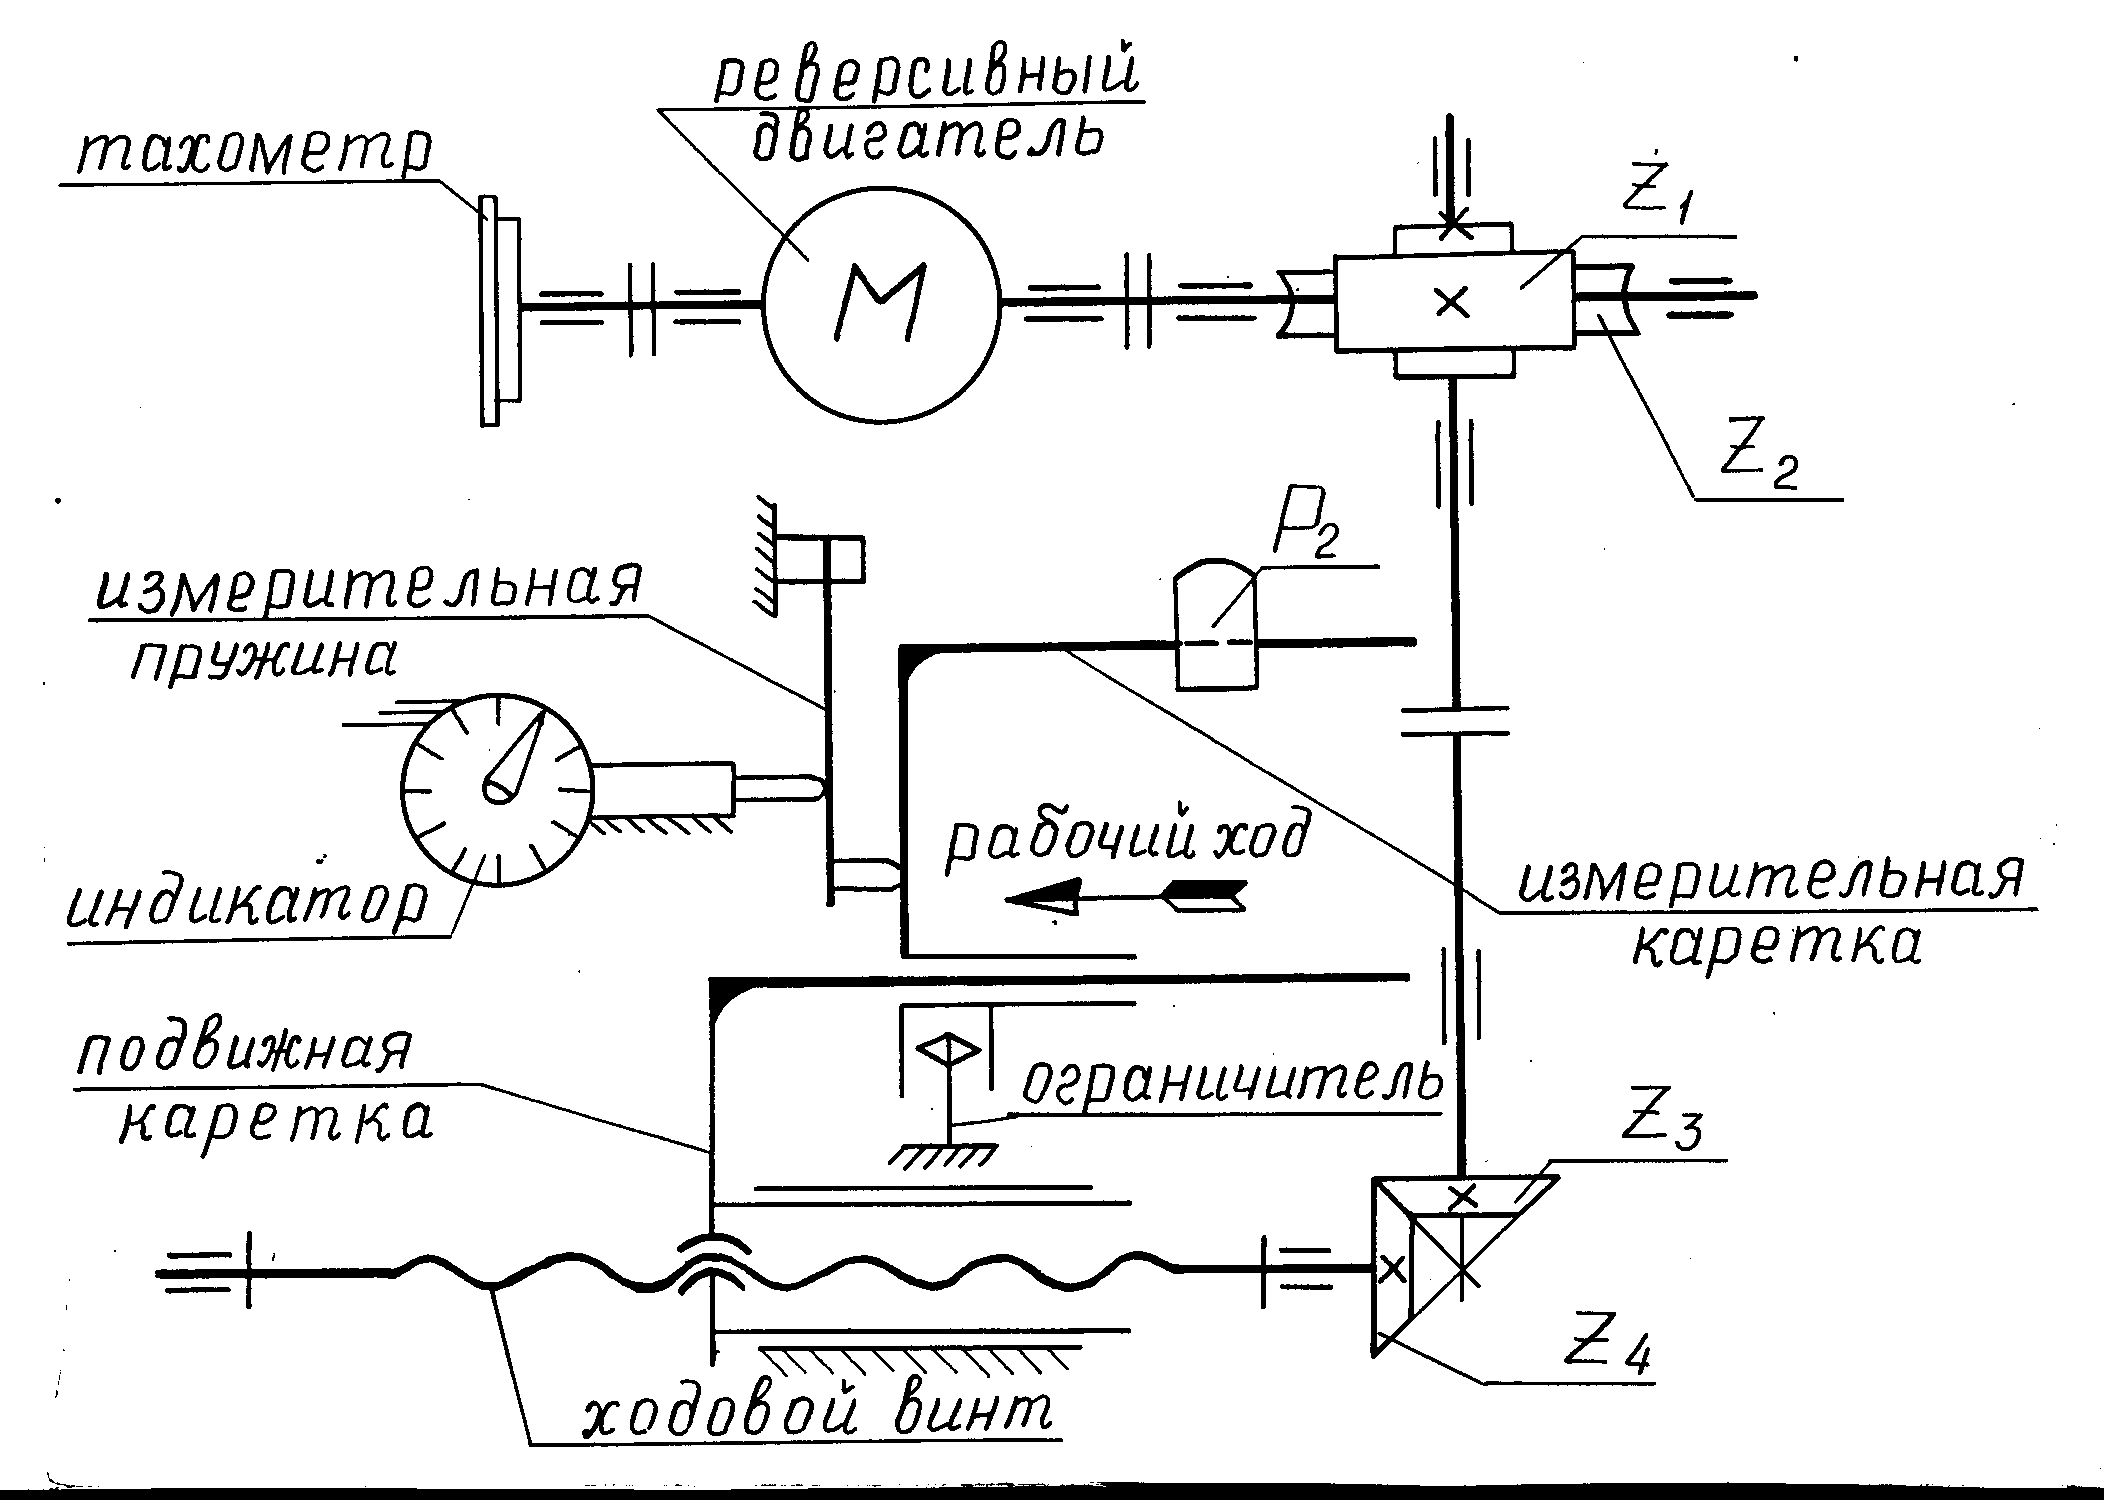 реверсивный
двигатель
тахометр
М
Z1
Z2
P2
измерительная
пружина
рабочий ход
индикатор
измерительная
каретка
подвижная
каретка
ограничитель
Z3
Z4
ходовой винт